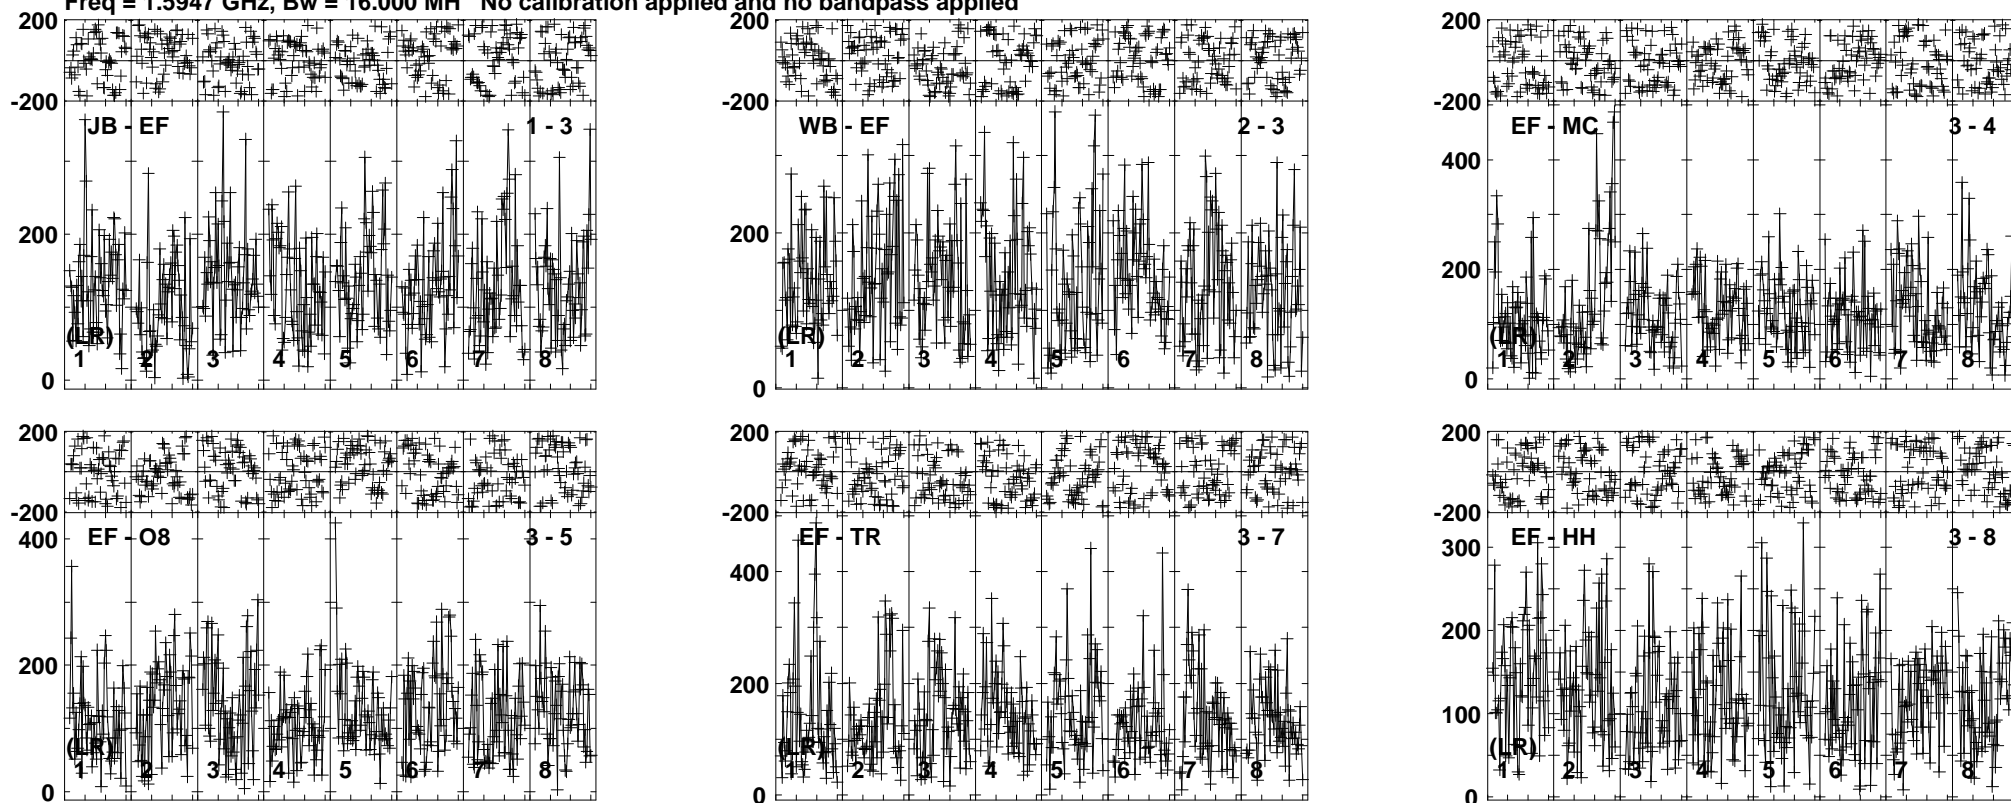 Freq = 1.5947 GHz, Bw = 16.000 MH No calibration applied and no bandpass applied
200
-200
JB - EF 1 - 3
200
(LR)
1 2 3 4 5 6 7 8
0
200
-200
WB - EF 2 - 3
200
(LR)
1 2 3 4 5 6 7 8
0
200
-200
EF - MC 3 - 4
400
200
(LR)
1 2 3 4 5 6 7 8
0
200
-200
EF - O8 3 - 5
400
200
(LR)
1 2 3 4 5 6 7 8
0
200
-200
EF - TR 3 - 7
400
200
(LR)
1 2 3 4 5 6 7 8
0
200
-200
EF - HH 3 - 8
300
200
100
(LR)
1 2 3 4 5 6 7 8
0